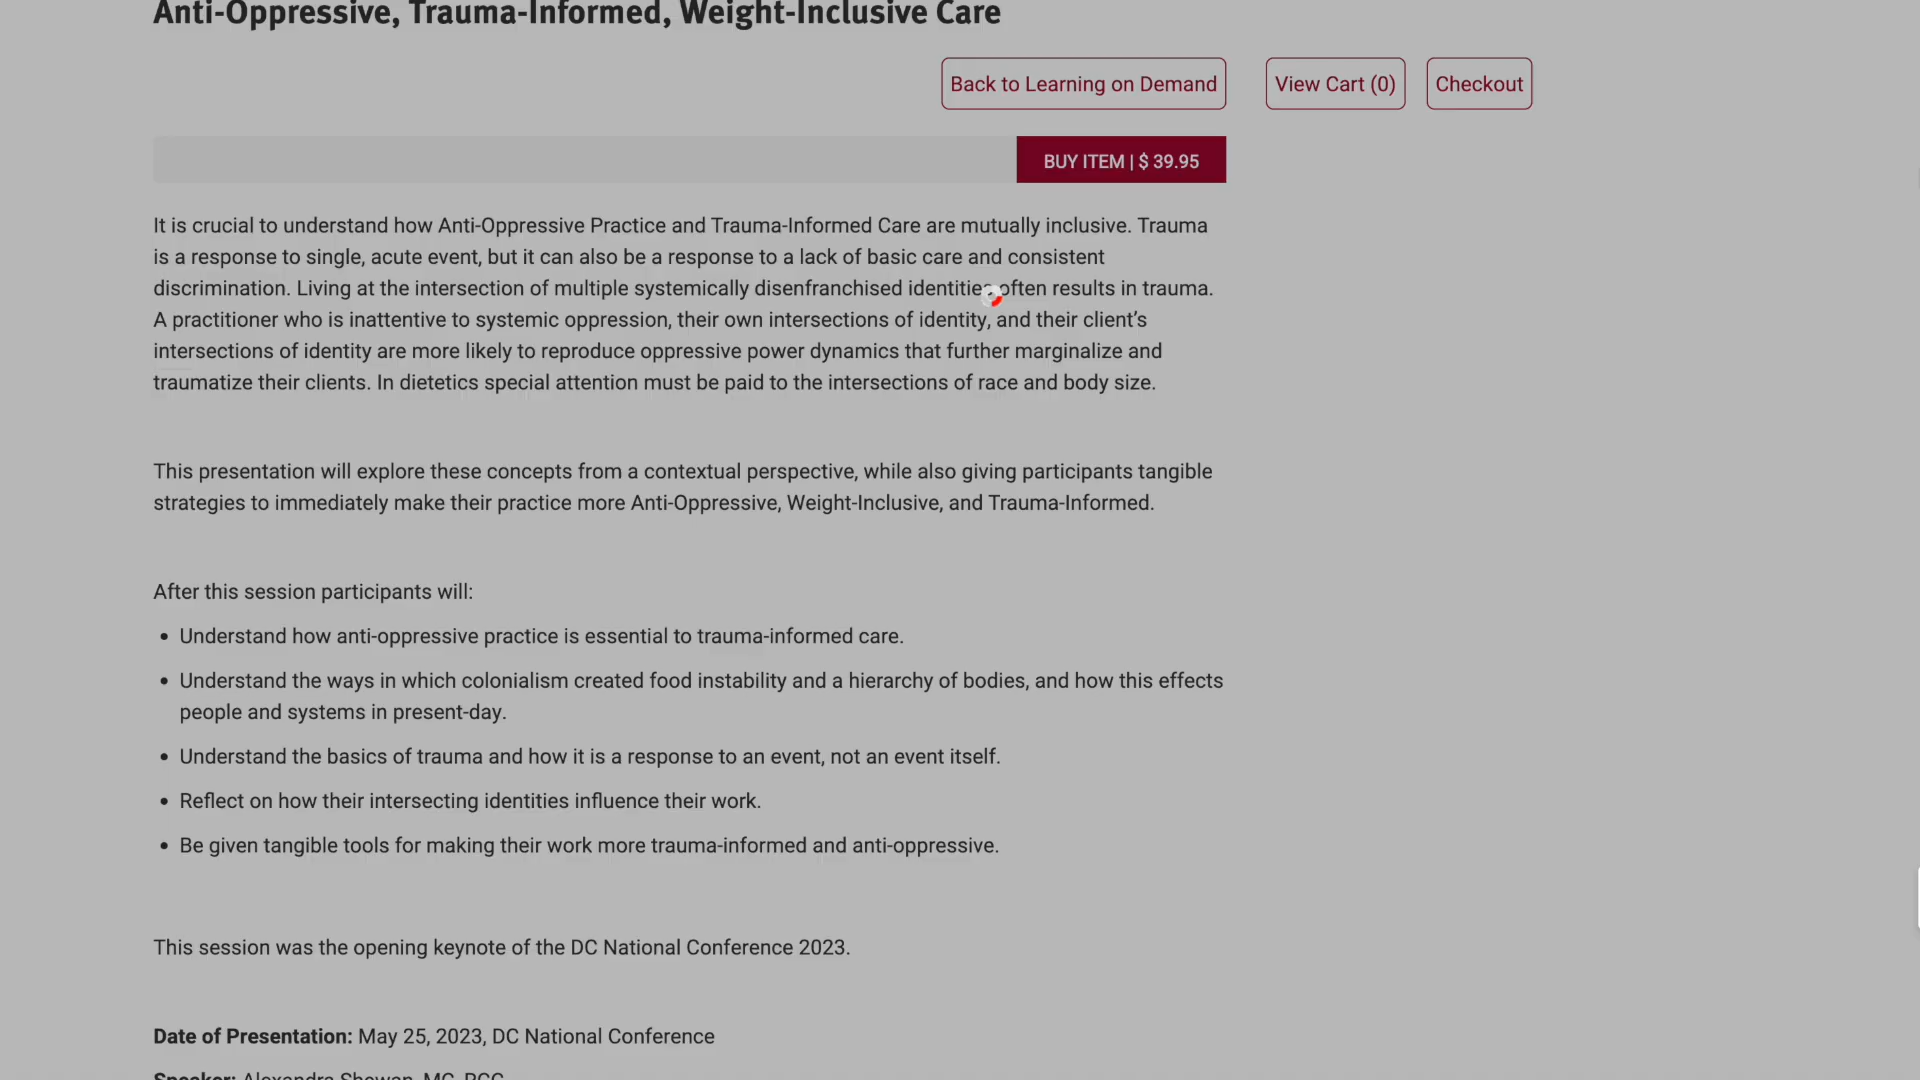 Anti-Oppressive, Trauma-Informed, Weight-Inclusive Care
Back to Learning on Demand
View Cart (0)
Checkout
BUY ITEM | $ 39.95
It is crucial to understand how Anti-Oppressive Practice and Trauma-Informed Care are mutually inclusive. Trauma
is a response to single, acute event, but it can also be a response to a lack of basic care and consistent
discrimination. Living at the intersection of multiple systemically disenfranchised identities often results in trauma.
A practitioner who is inattentive to systemic oppression, their own intersections of identity, and their client’s
intersections of identity are more likely to reproduce oppressive power dynamics that further marginalize and
traumatize their clients. In dietetics special attention must be paid to the intersections of race and body size.
This presentation will explore these concepts from a contextual perspective, while also giving participants tangible
strategies to immediately make their practice more Anti-Oppressive, Weight-Inclusive, and Trauma-Informed.
After this session participants will:
• Understand how anti-oppressive practice is essential to trauma-informed care.
• Understand the ways in which colonialism created food instability and a hierarchy of bodies, and how this effects
people and systems in present-day.
• Understand the basics of trauma and how it is a response to an event, not an event itself.
• Reflect on how their intersecting identities influence their work.
• Be given tangible tools for making their work more trauma-informed and anti-oppressive.
This session was the opening keynote of the DC National Conference 2023.
Date of Presentation: May 25, 2023, DC National Conference
Speaker: Alexandra Shewan, MC, RCC